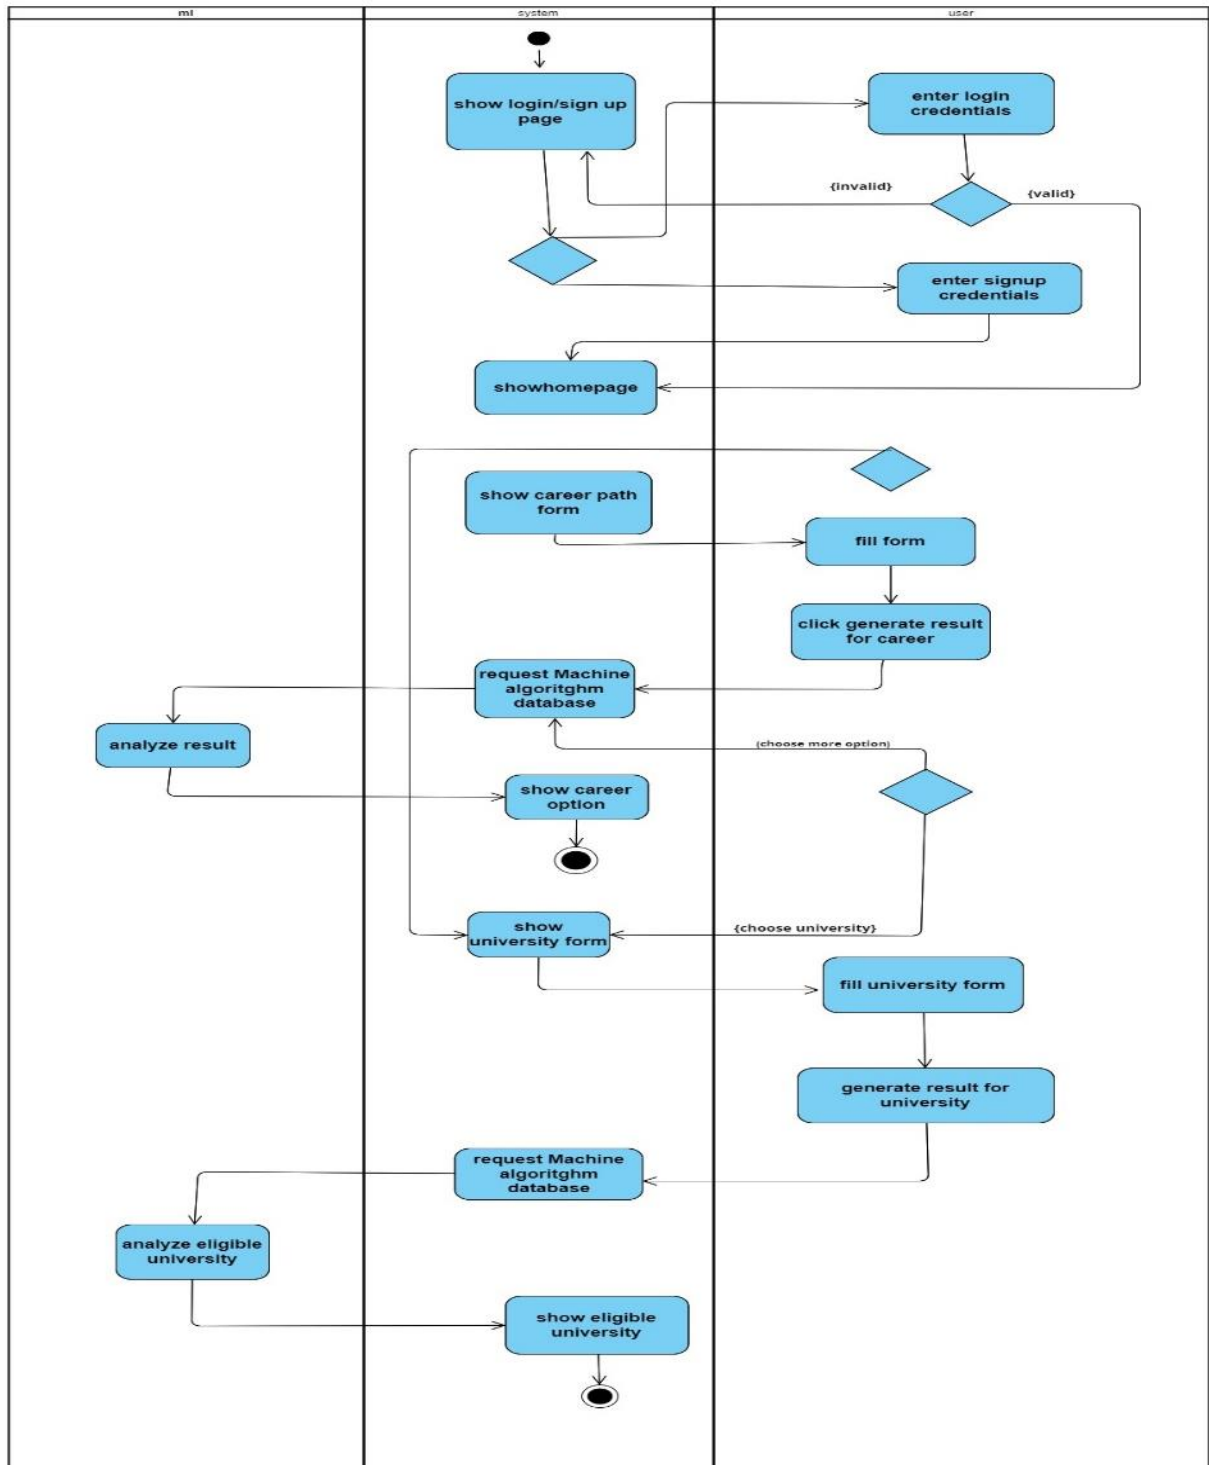 ml
system
user
show login/sign up
page
enter login
credentials
{invalid}
{valid}
enter signup
credentials
showhomepage
show career path
form
fill form
click generate result
for career
request Machine
algoritghm
database
analyze result
(choose more option)
show career
option
show
university form
{choose university}
fill university form
generate result for
university
request Machine
algoritghm
database
analyze eligible
university
show eligible
university